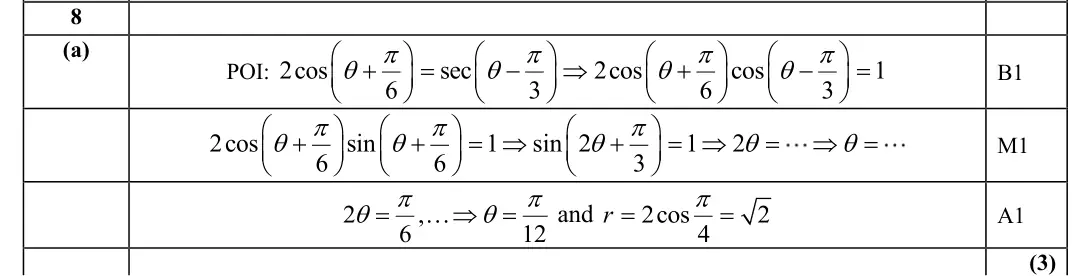 8
(a) POI: 2cos(θ + π/6) = sec(θ − π/3) ⇒ 2cos(θ + π/6)cos(θ − π/3) = 1 B1
2cos(θ + π/6)sin(θ + π/6) = 1 ⇒ sin(2θ + π/3) = 1 ⇒ 2θ = ⋯ ⇒ θ = ⋯ M1
2θ = π/6,… ⇒ θ = π/12 and r = 2cos π/4 = √2 A1
(3)